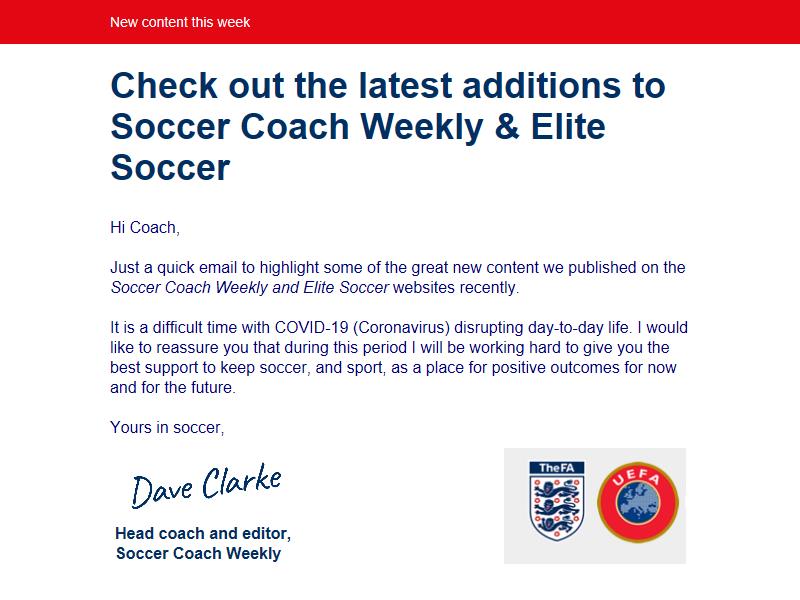 New content this week
Check out the latest additions to
Soccer Coach Weekly & Elite
Soccer
Hi Coach,
Just a quick email to highlight some of the great new content we published on the
Soccer Coach Weekly and Elite Soccer websites recently.
It is a difficult time with COVID-19 (Coronavirus) disrupting day-to-day life. I would
like to reassure you that during this period I will be working hard to give you the
best support to keep soccer, and sport, as a place for positive outcomes for now
and for the future.
Yours in soccer,
Dave Clarke
Head coach and editor,
Soccer Coach Weekly
TheFA
UEFA